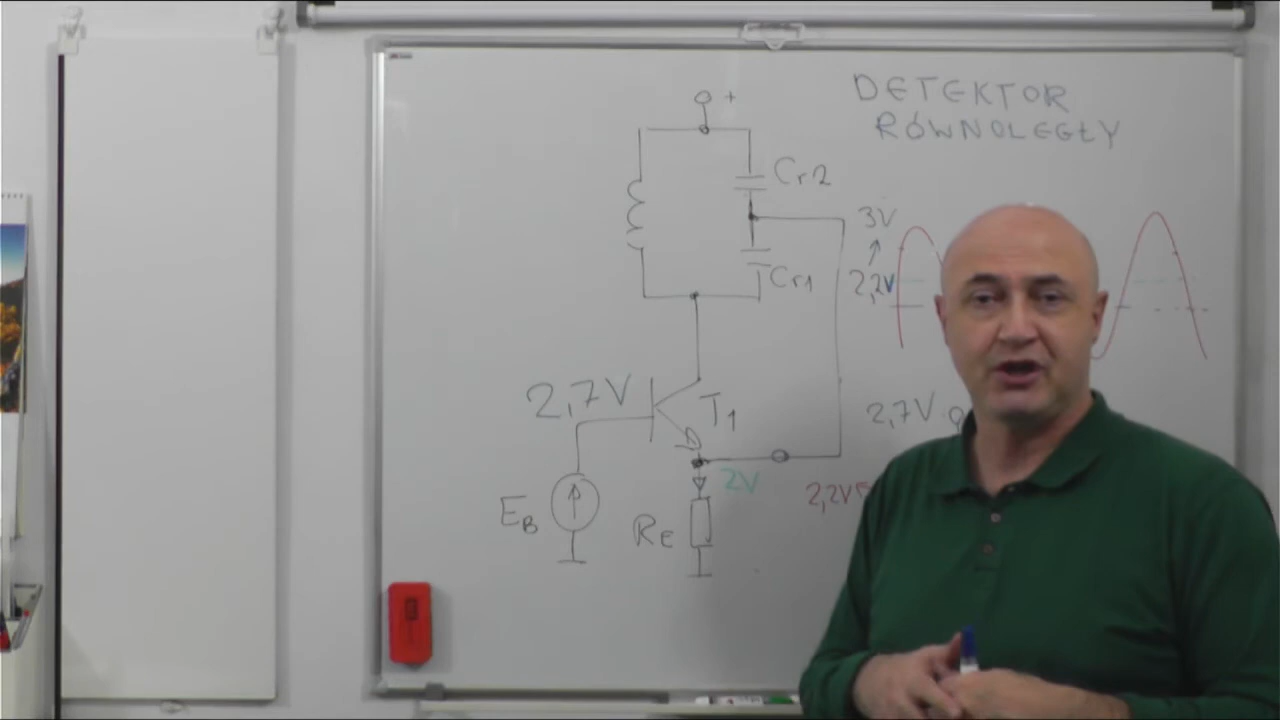 DETEKTOR
RÓWNOLEGŁY
+
Cr2
3V
Cr1
2,2V
2,7V
T1
2,7V
2V
2,2V
EB
RE